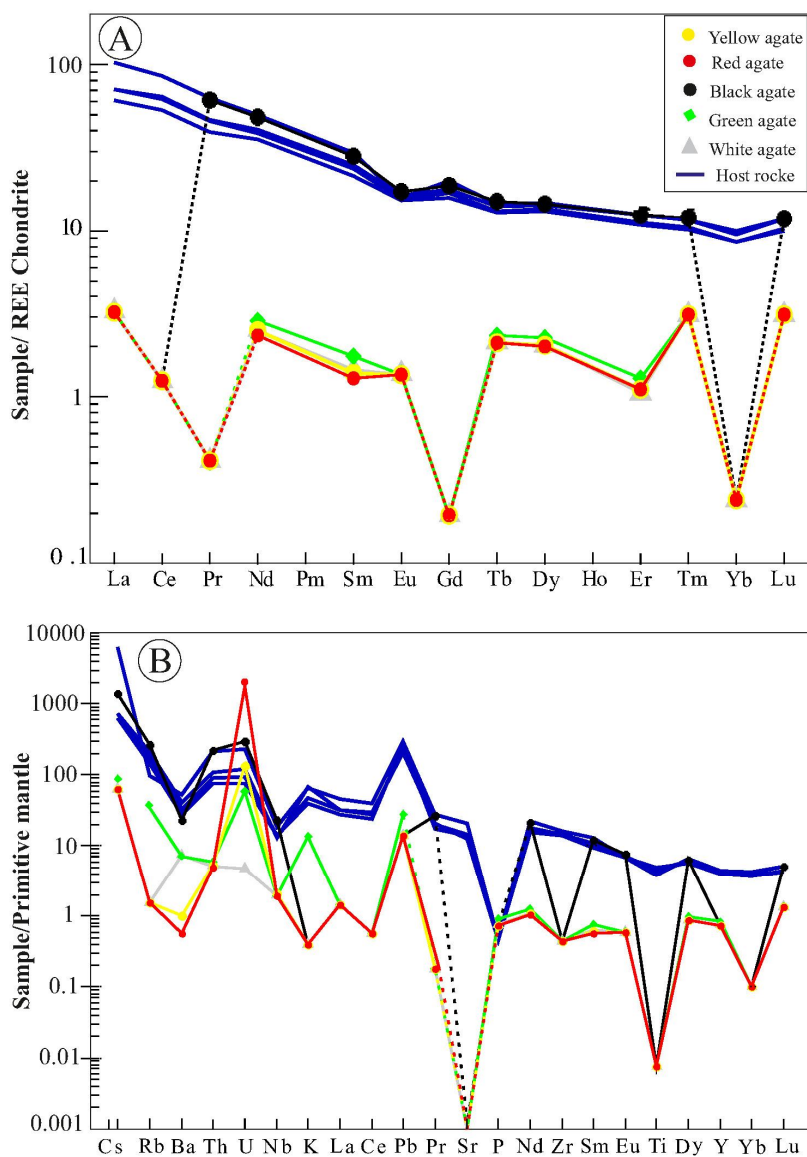 A
Yellow agate
Red agate
Black agate
Green agate
White agate
Host rocke
Sample/ REE Chondrite
100
10
1
0.1
La Ce Pr Nd Pm Sm Eu Gd Tb Dy Ho Er Tm Yb Lu
B
Sample/Primitive mantle
10000
1000
100
10
1
0.1
0.01
0.001
Cs Rb Ba Th U Nb K La Ce Pb Pr Sr P Nd Zr Sm Eu Ti Dy Y Yb Lu